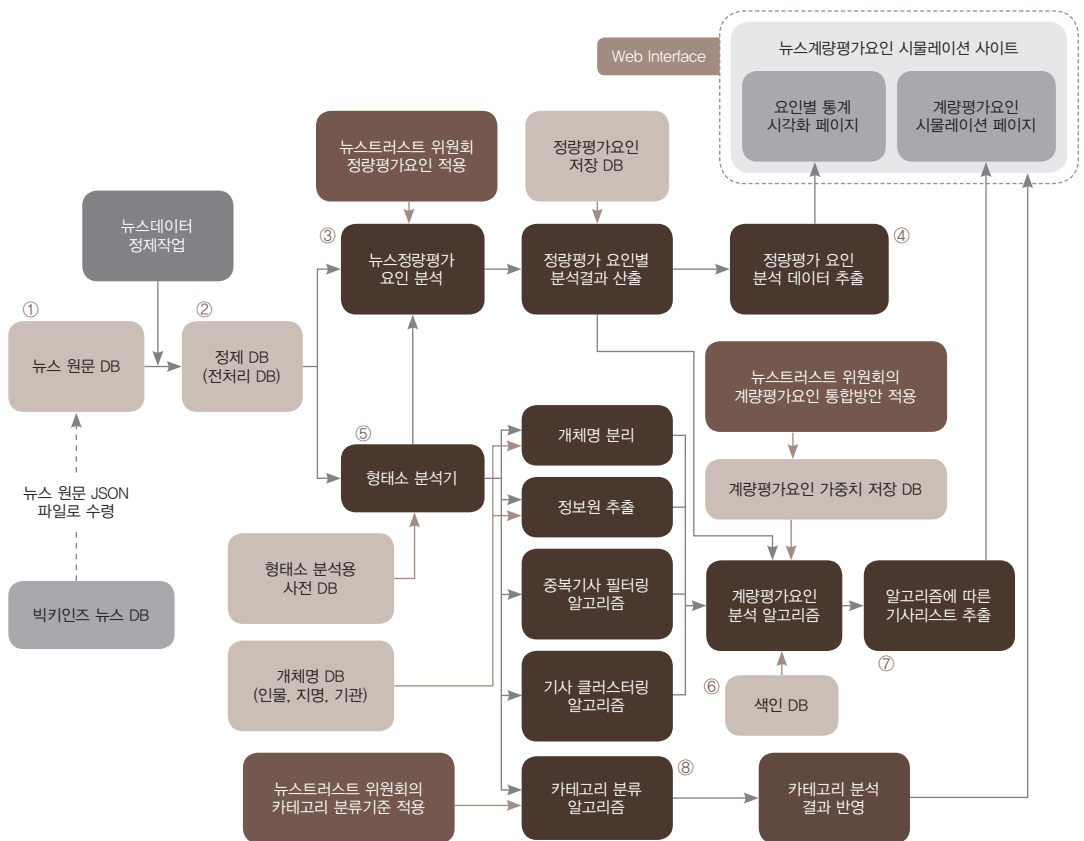 뉴스계량평가요인 시뮬레이션 사이트
Web Interface
요인별 통계
시각화 페이지
계량평가요인
시뮬레이션 페이지
뉴스트러스트 위원회
정량평가요인 적용
정량평가요인
저장 DB
뉴스데이터
정제작업
③
뉴스정량평가
요인 분석
정량평가 요인별
분석결과 산출
정량평가 요인
분석 데이터 추출
④
①
뉴스 원문 DB
②
정제 DB
(전처리 DB)
뉴스트러스트 위원회의
계량평가요인 통합방안 적용
⑤
형태소 분석기
개체명 분리
계량평가요인 가중치 저장 DB
뉴스 원문 JSON
파일로 수령
정보원 추출
형태소 분석용
사전 DB
중복기사 필터링
알고리즘
계량평가요인
분석 알고리즘
알고리즘에 따른
기사리스트 추출
⑦
빅키인즈 뉴스 DB
개체명 DB
(인물, 지명, 기관)
기사 클러스터링
알고리즘
⑥
색인 DB
뉴스트러스트 위원회의
카테고리 분류기준 적용
카테고리 분류
알고리즘
⑧
카테고리 분석
결과 반영